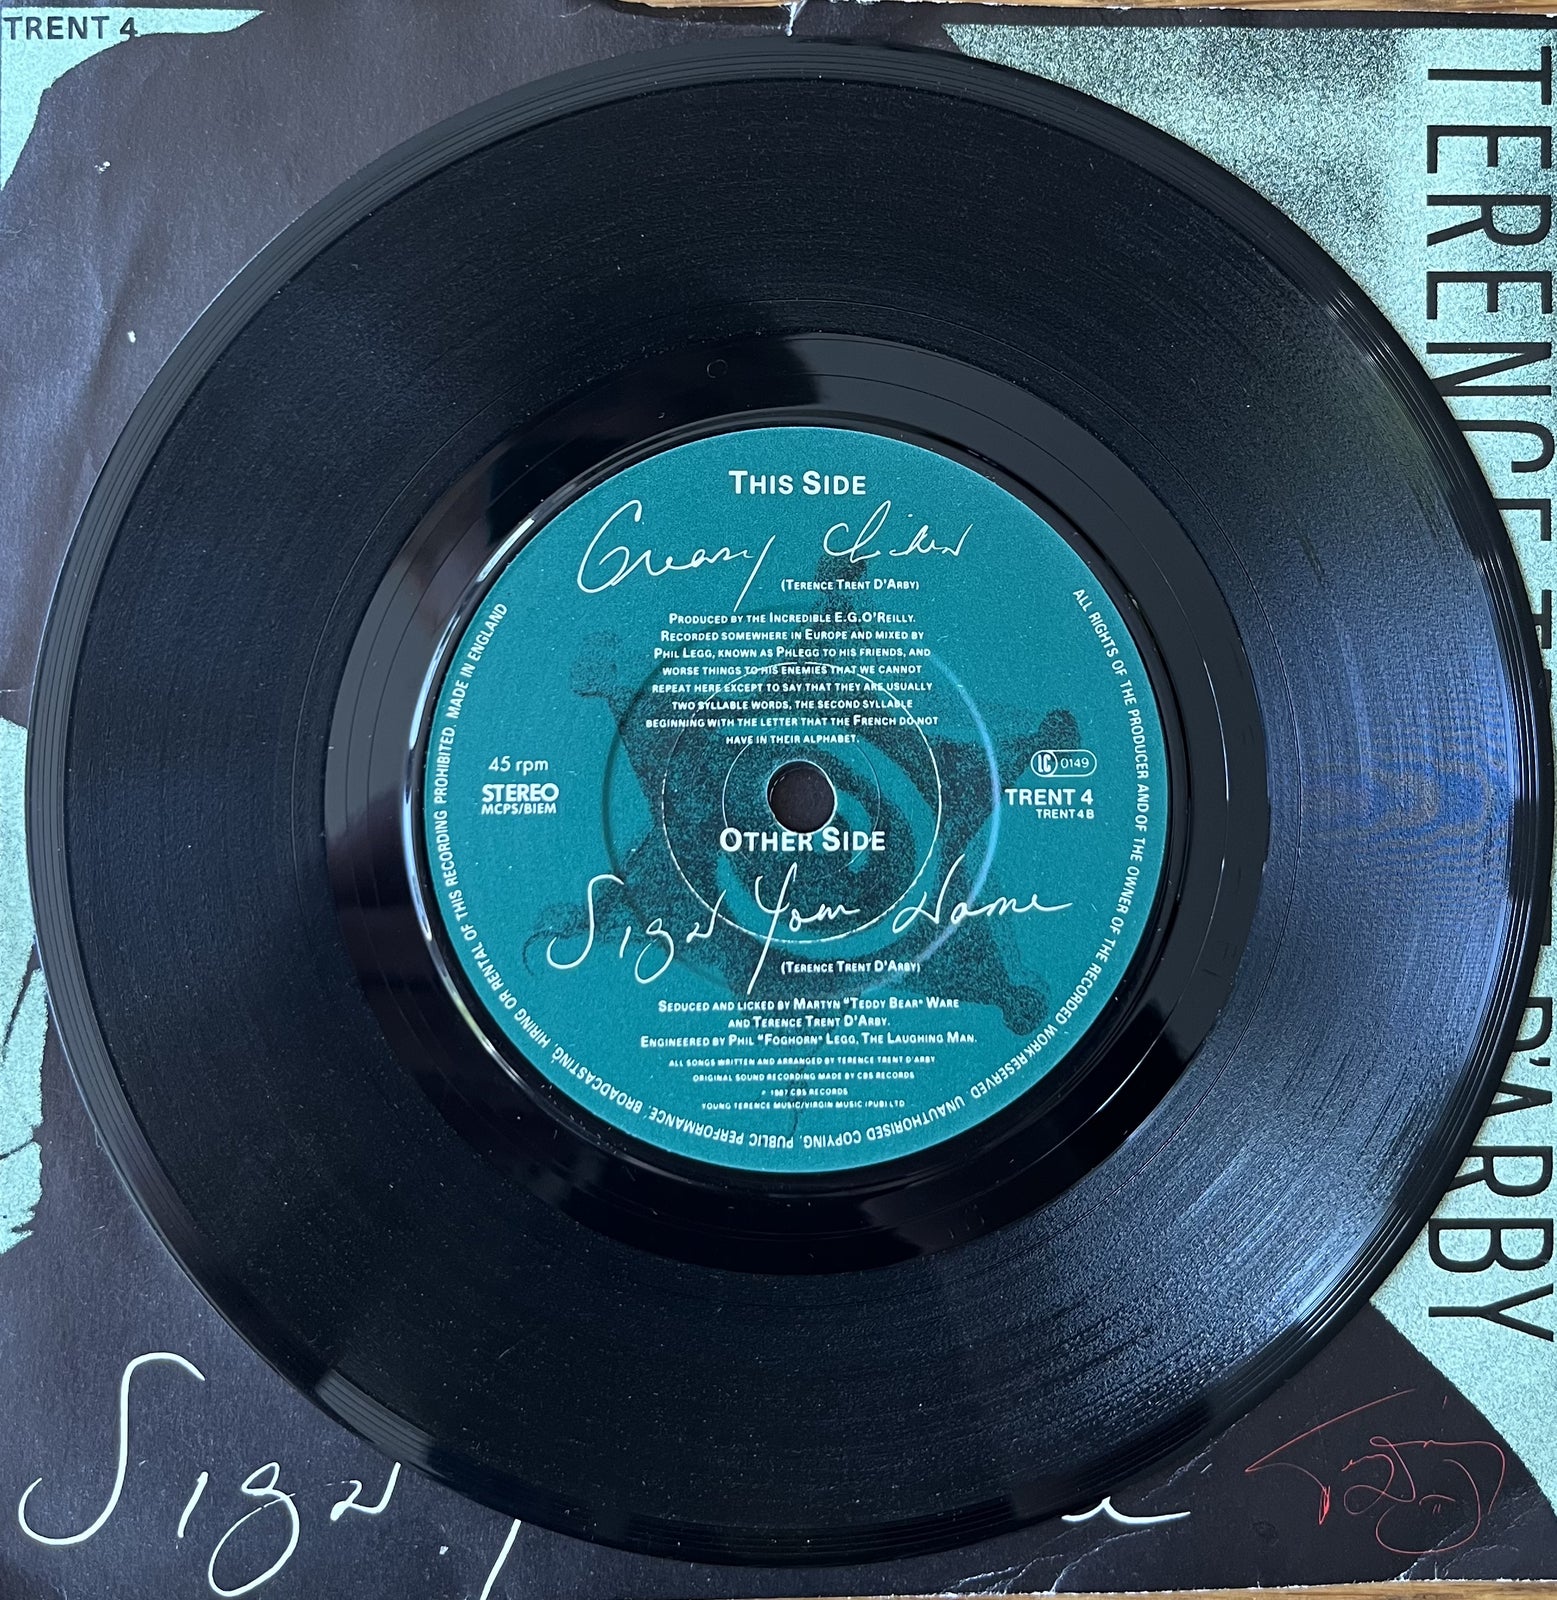 TRENT 4
TERENCE T
D'ARBY
THIS SIDE
Greasy Chicken
(TERENCE TRENT D'ARBY)
PRODUCED BY THE INCREDIBLE E.G.O'REILLY.
RECORDED SOMEWHERE IN EUROPE AND MIXED BY
PHIL LEGG, KNOWN AS PHLEGG TO HIS FRIENDS, AND
WORSE THINGS TO HIS ENEMIES THAT WE CANNOT
REPEAT HERE EXCEPT TO SAY THAT THEY ARE USUALLY
TWO SYLLABLE WORDS, THE SECOND SYLLABLE
BEGINNING WITH THE LETTER THAT THE FRENCH DO NOT
HAVE IN THEIR ALPHABET.
45 rpm
STEREO
MCPS/BIEM
LC 0149
TRENT 4
TRENT 4 B
OTHER SIDE
Sign Your Name
(TERENCE TRENT D'ARBY)
SEDUCED AND LICKED BY MARTYN "TEDDY BEAR" WARE
AND TERENCE TRENT D'ARBY.
ENGINEERED BY PHIL "FOGHORN" LEGG, THE LAUGHING MAN.
ALL SONGS WRITTEN AND ARRANGED BY TERENCE TRENT D'ARBY
ORIGINAL SOUND RECORDING MADE BY CBS RECORDS
℗ 1987 CBS RECORDS
YOUNG TERENCE MUSIC/VIRGIN MUSIC (PUB) LTD
ALL RIGHTS OF THE PRODUCER AND OF THE OWNER OF THE RECORDED WORK RESERVED. UNAUTHORISED COPYING, PUBLIC PERFORMANCE, BROADCASTING, HIRING OR RENTAL OF THIS RECORDING PROHIBITED. MADE IN ENGLAND
Sign